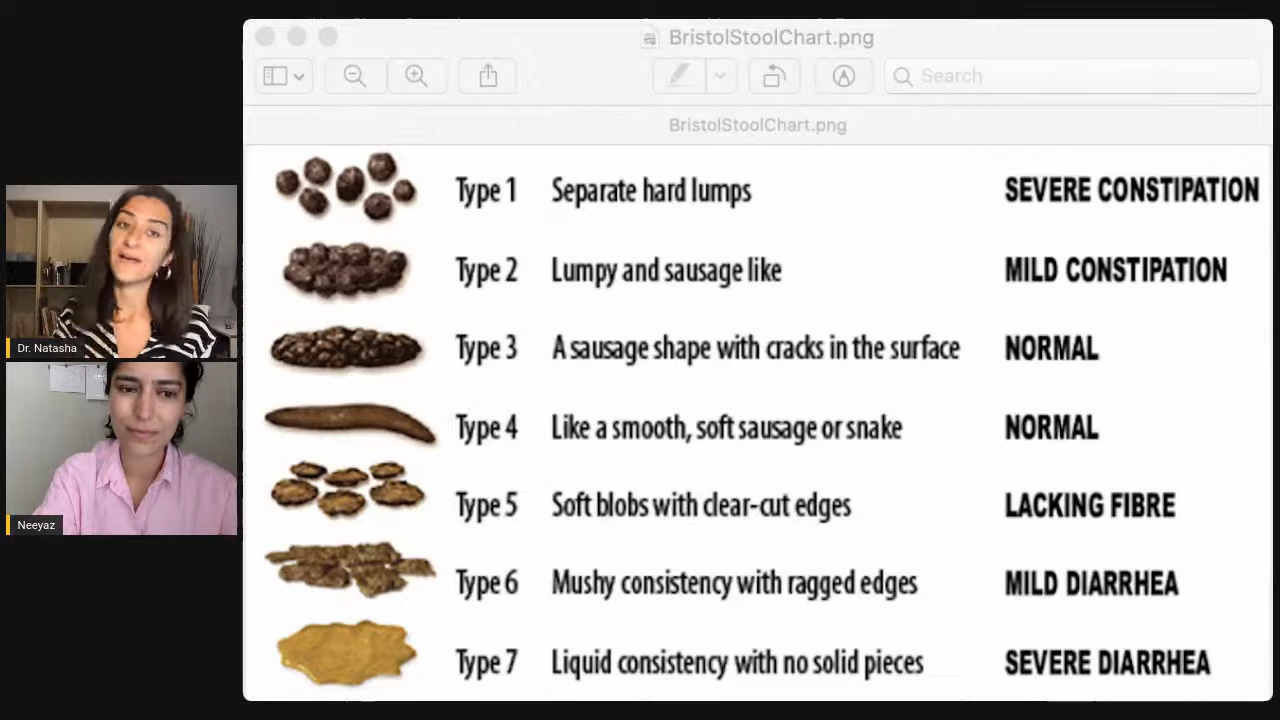 BristolStoolChart.png
Search
BristolStoolChart.png
Type 1 Separate hard lumps SEVERE CONSTIPATION
Type 2 Lumpy and sausage like MILD CONSTIPATION
Type 3 A sausage shape with cracks in the surface NORMAL
Type 4 Like a smooth, soft sausage or snake NORMAL
Type 5 Soft blobs with clear-cut edges LACKING FIBRE
Type 6 Mushy consistency with ragged edges MILD DIARRHEA
Type 7 Liquid consistency with no solid pieces SEVERE DIARRHEA
Dr. Natasha
Neeyaz